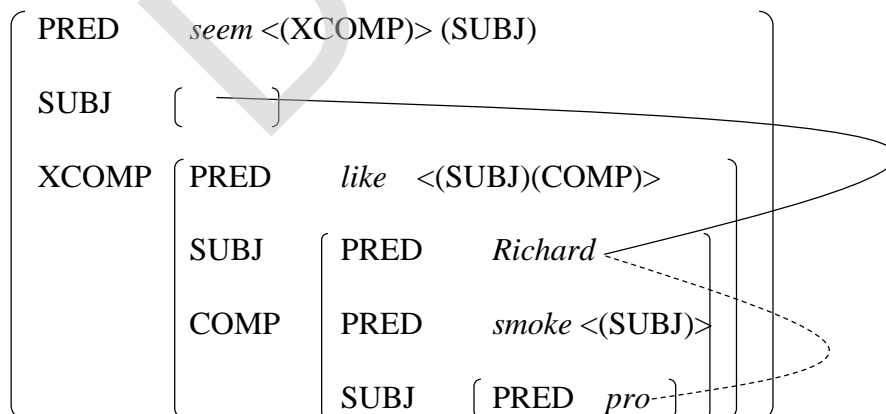 PRED seem <(XCOMP)> (SUBJ)
SUBJ [ ]
XCOMP PRED like <(SUBJ)(COMP)>
SUBJ PRED Richard
COMP PRED smoke <(SUBJ)>
SUBJ [ PRED pro ]